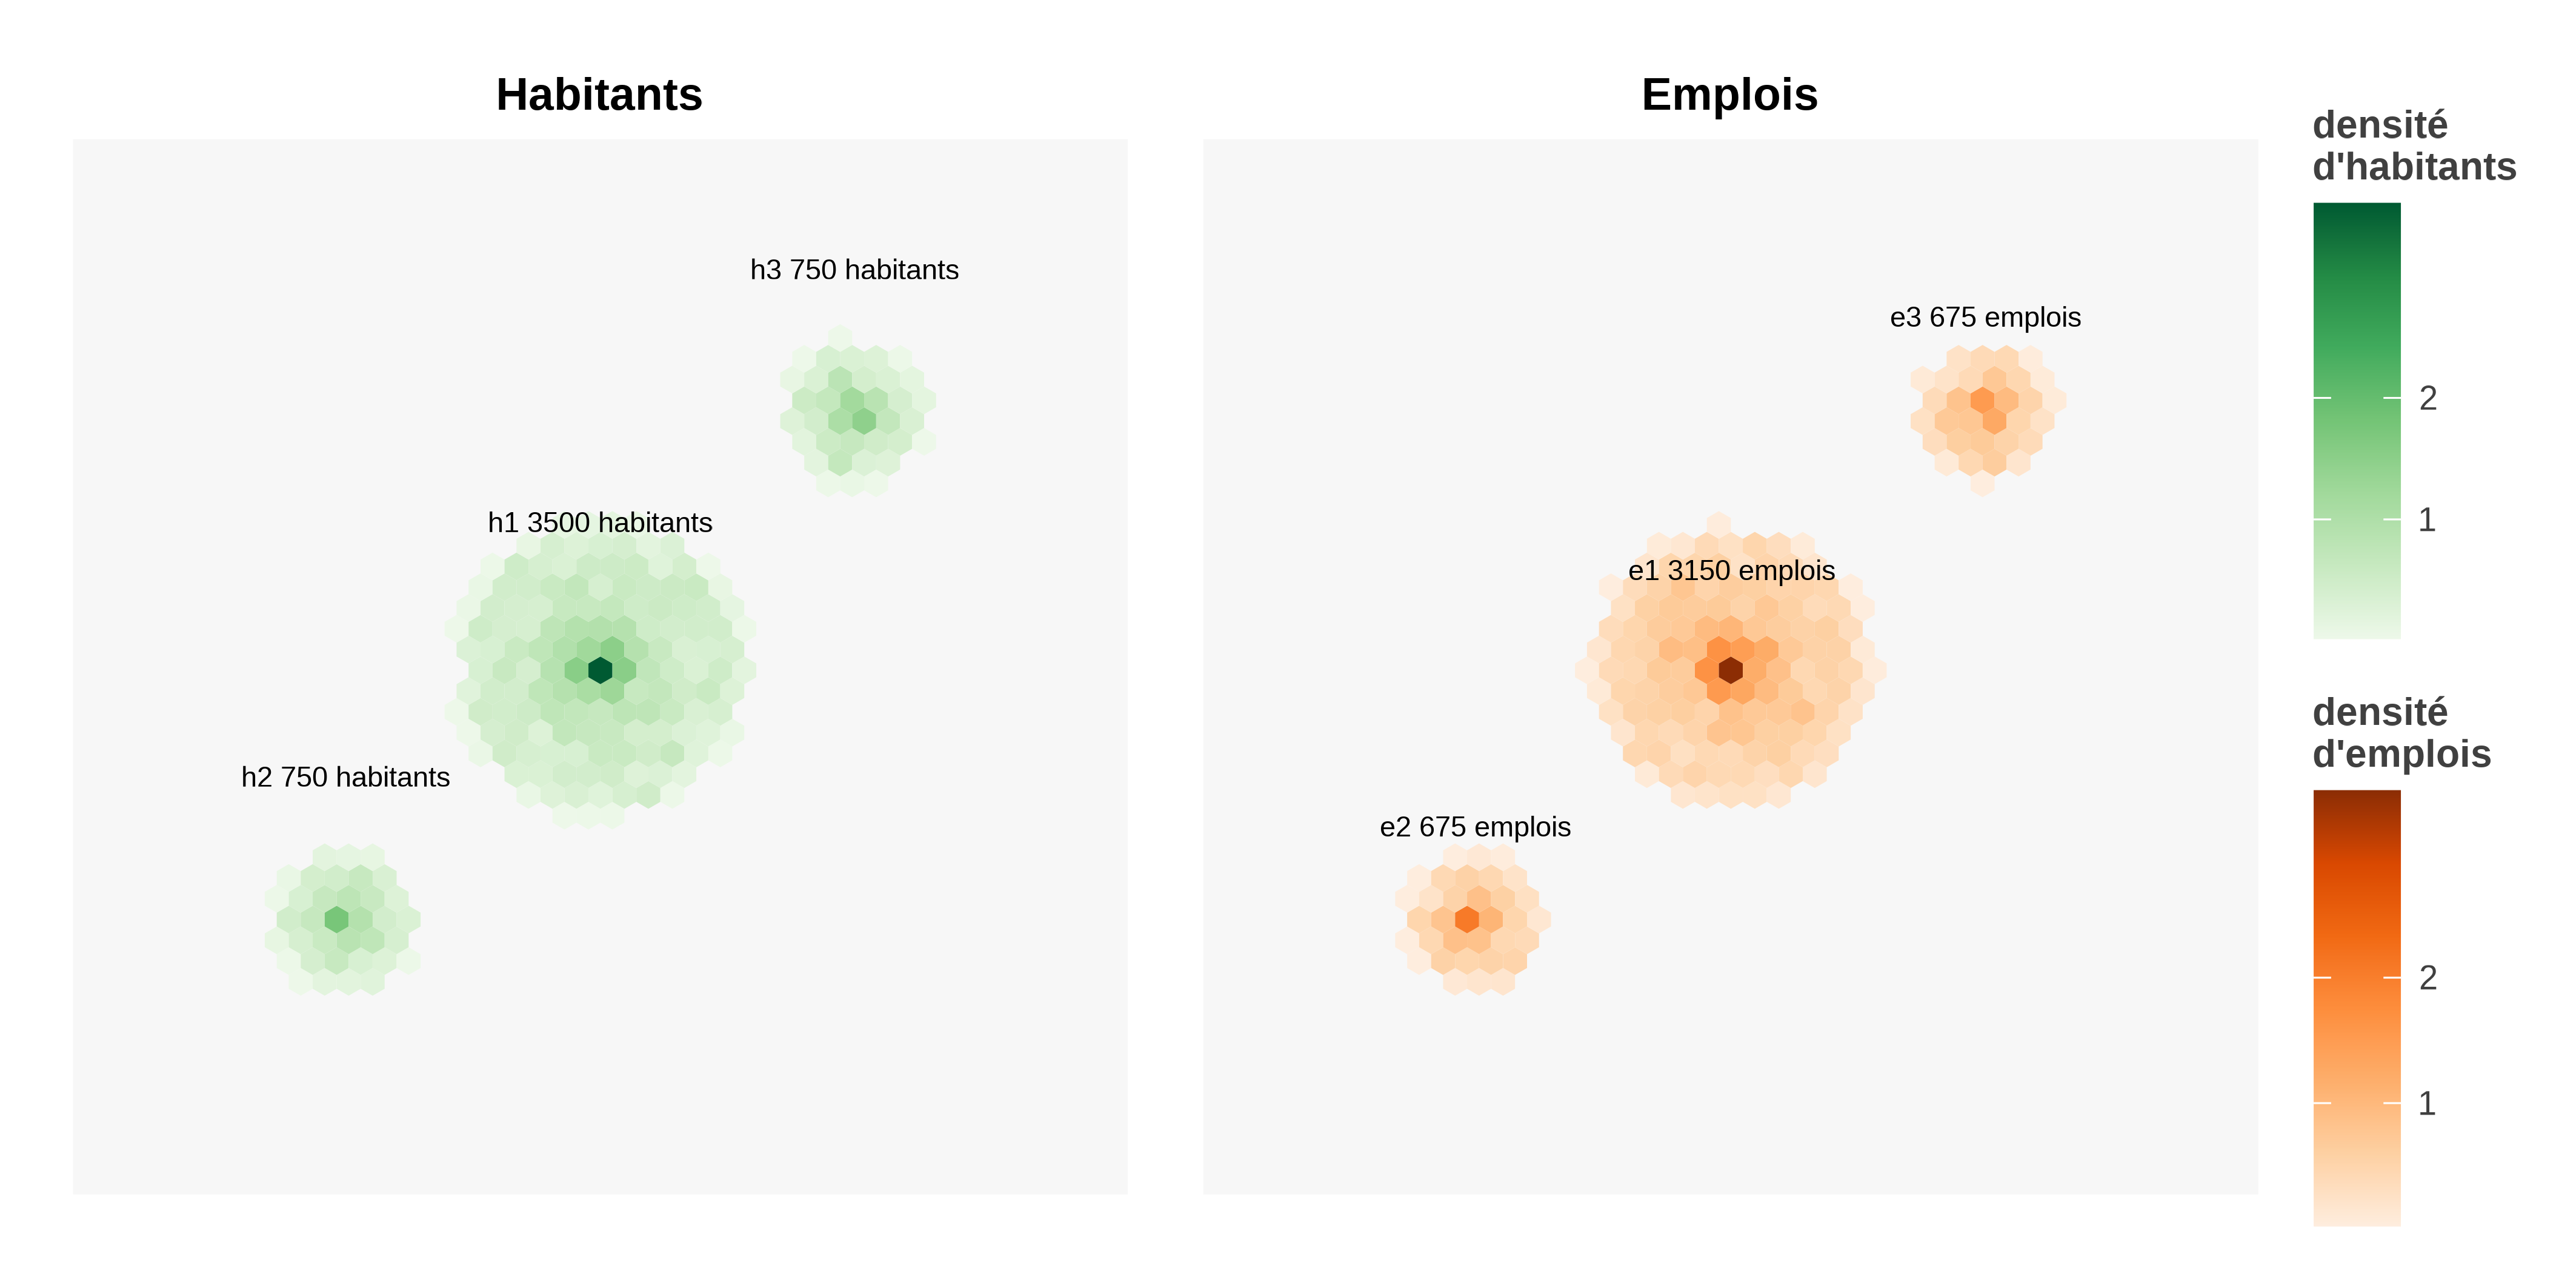 Habitants
h3 750 habitants
h1 3500 habitants
h2 750 habitants
Emplois
e3 675 emplois
e1 3150 emplois
e2 675 emplois
densité
d'habitants
2
1
densité
d'emplois
2
1